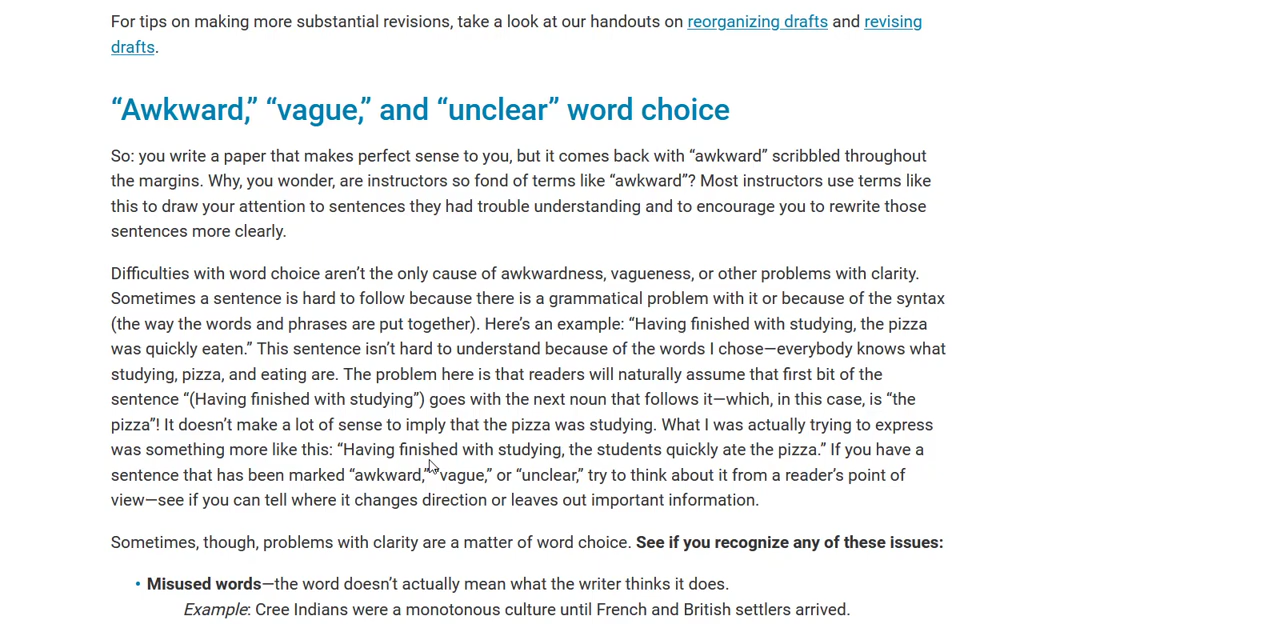 For tips on making more substantial revisions, take a look at our handouts on reorganizing drafts and revising
drafts.
“Awkward,” “vague,” and “unclear” word choice
So: you write a paper that makes perfect sense to you, but it comes back with “awkward” scribbled throughout
the margins. Why, you wonder, are instructors so fond of terms like “awkward”? Most instructors use terms like
this to draw your attention to sentences they had trouble understanding and to encourage you to rewrite those
sentences more clearly.
Difficulties with word choice aren’t the only cause of awkwardness, vagueness, or other problems with clarity.
Sometimes a sentence is hard to follow because there is a grammatical problem with it or because of the syntax
(the way the words and phrases are put together). Here’s an example: “Having finished with studying, the pizza
was quickly eaten.” This sentence isn’t hard to understand because of the words I chose—everybody knows what
studying, pizza, and eating are. The problem here is that readers will naturally assume that first bit of the
sentence “(Having finished with studying”) goes with the next noun that follows it—which, in this case, is “the
pizza”! It doesn’t make a lot of sense to imply that the pizza was studying. What I was actually trying to express
was something more like this: “Having finished with studying, the students quickly ate the pizza.” If you have a
sentence that has been marked “awkward,” “vague,” or “unclear,” try to think about it from a reader’s point of
view—see if you can tell where it changes direction or leaves out important information.
Sometimes, though, problems with clarity are a matter of word choice. See if you recognize any of these issues:
• Misused words—the word doesn’t actually mean what the writer thinks it does.
Example: Cree Indians were a monotonous culture until French and British settlers arrived.